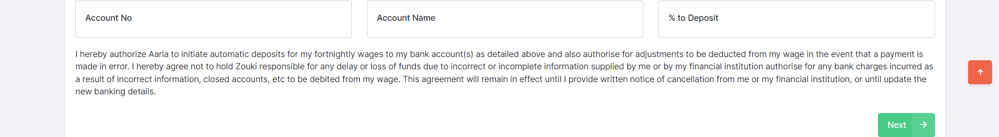 Account No
Account Name
% to Deposit
I hereby authorize Aaria to initiate automatic deposits for my fortnightly wages to my bank account(s) as detailed above and also authorise for adjustments to be deducted from my wage in the event that a payment is
made in error. I hereby agree not to hold Zouki responsible for any delay or loss of funds due to incorrect or incomplete information supplied by me or by my financial institution authorise for any bank charges incurred as
a result of incorrect information, closed accounts, etc to be debited from my wage. This agreement will remain in effect until I provide written notice of cancellation from me or my financial institution, or until update the
new banking details.
Next